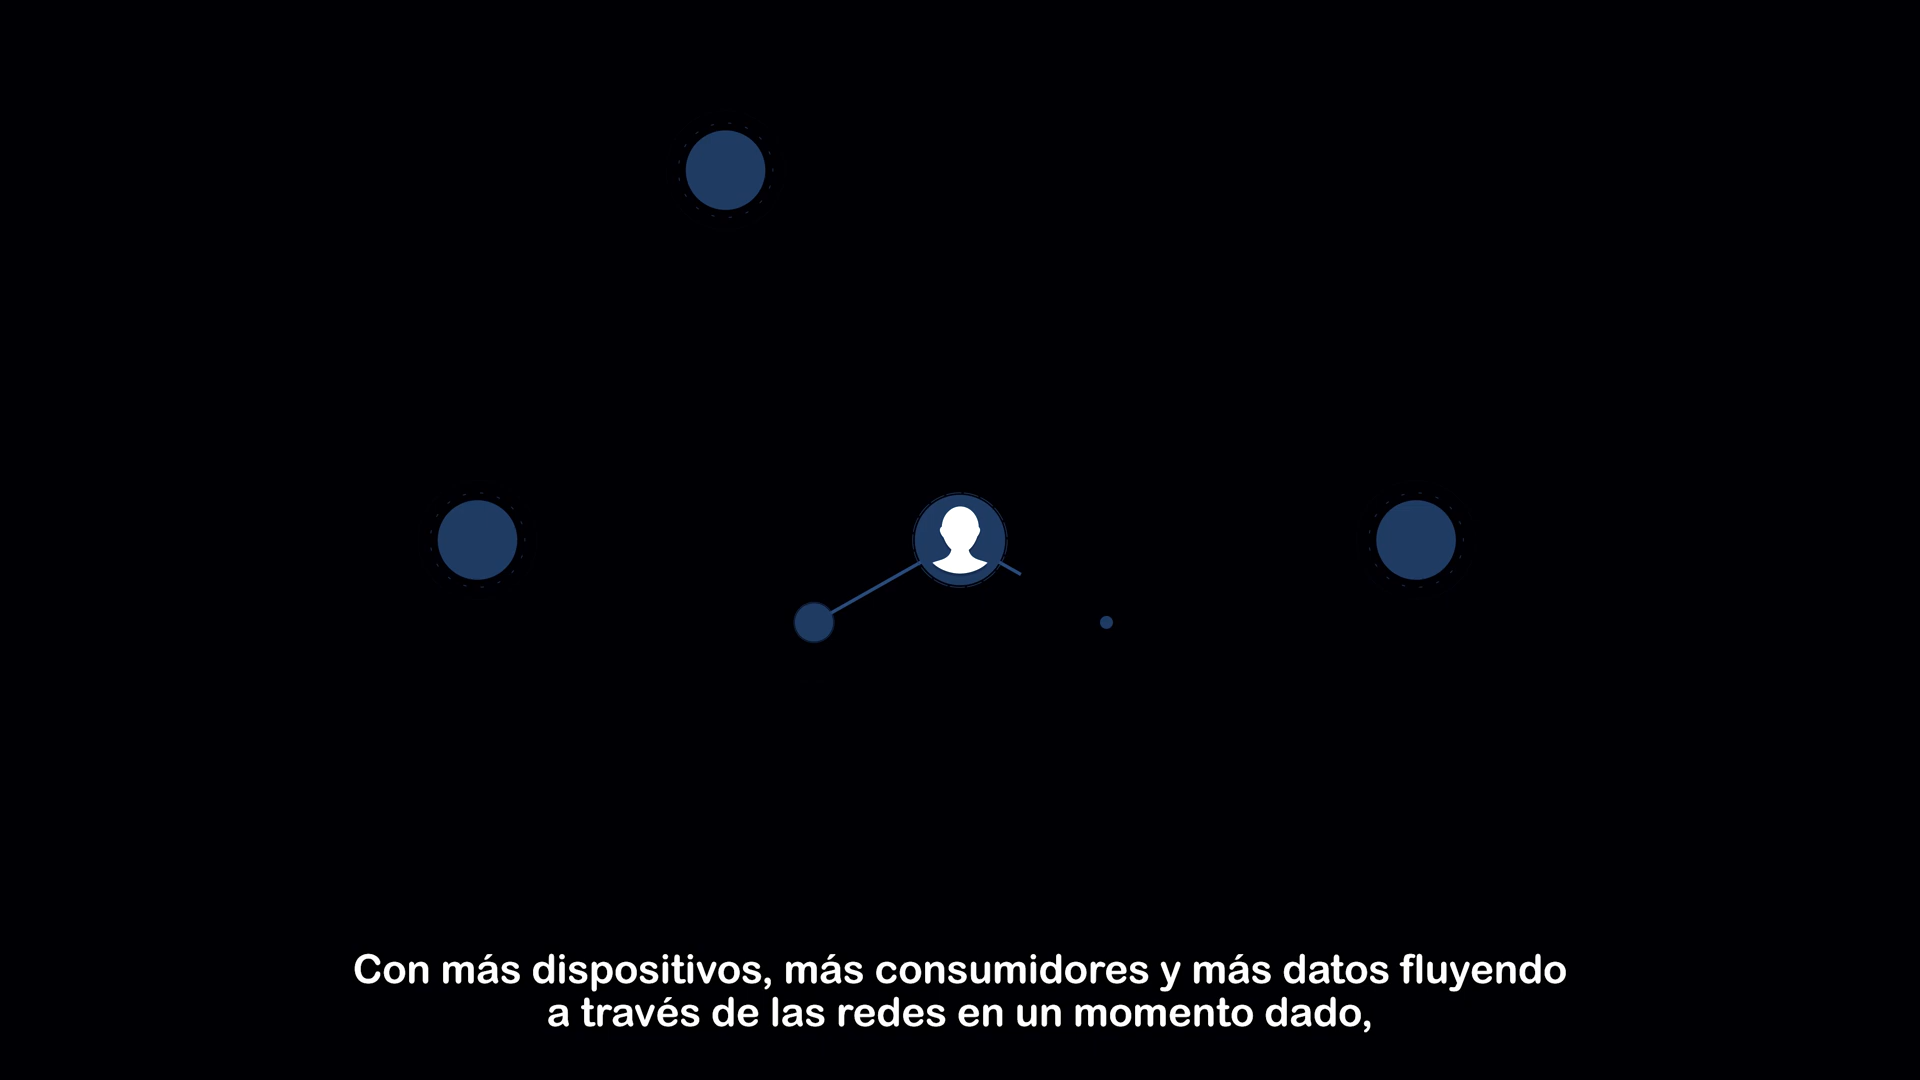 Con más dispositivos, más consumidores y más datos fluyendo
a través de las redes en un momento dado,